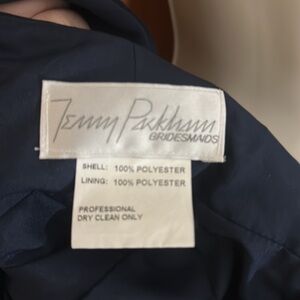 Jenny Packham
BRIDESMAIDS
SHELL: 100% POLYESTER
LINING: 100% POLYESTER
PROFESSIONAL
DRY CLEAN ONLY